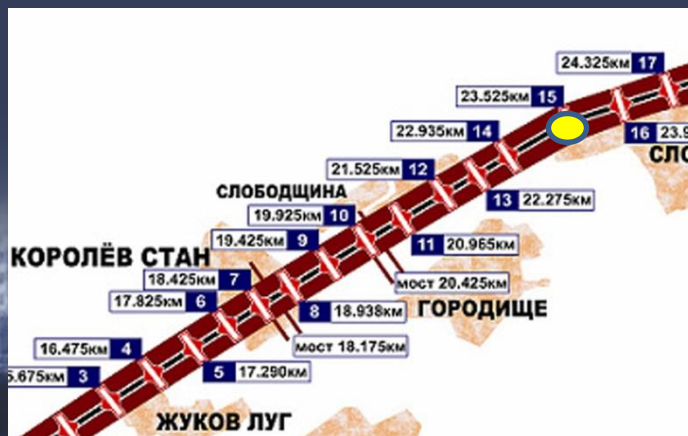 24.325км 17
23.525км 15
22.935км 14
16 23.9
СЛО
21.525км 12
СЛОБОДЩИНА
13 22.275км
19.925км 10
19.425км 9
11 20.965км
КОРОЛЁВ СТАН
18.425км 7
мост 20.425км
17.825км 6
8 18.938км
ГОРОДИЩЕ
16.475км 4
мост 18.175км
5.675км 3
5 17.290км
ЖУКОВ ЛУГ